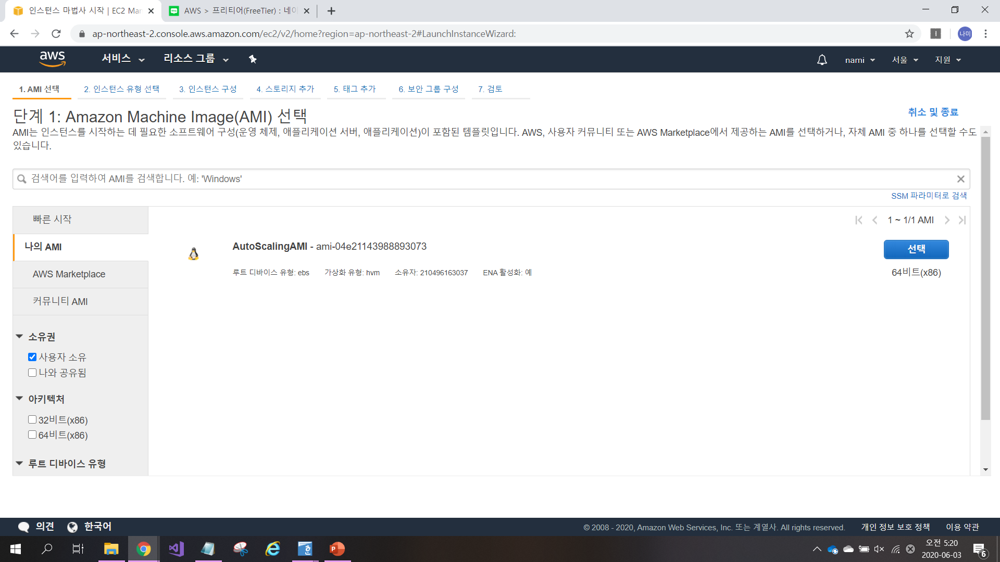 인스턴스 마법사 시작 | EC2 Mar
AWS > 프리티어(FreeTier) : 네이
ap-northeast-2.console.aws.amazon.com/ec2/v2/home?region=ap-northeast-2#LaunchInstanceWizard:
나미
aws 서비스 리소스 그룹 nami 서울 지원
1. AMI 선택 2. 인스턴스 유형 선택 3. 인스턴스 구성 4. 스토리지 추가 5. 태그 추가 6. 보안 그룹 구성 7. 검토
단계 1: Amazon Machine Image(AMI) 선택
취소 및 종료
AMI는 인스턴스를 시작하는 데 필요한 소프트웨어 구성(운영 체제, 애플리케이션 서버, 애플리케이션)이 포함된 템플릿입니다. AWS, 사용자 커뮤니티 또는 AWS Marketplace에서 제공하는 AMI를 선택하거나, 자체 AMI 중 하나를 선택할 수도
있습니다.
검색어를 입력하여 AMI를 검색합니다. 예: 'Windows'
SSM 파라미터로 검색
빠른 시작
나의 AMI
AWS Marketplace
커뮤니티 AMI
소유권
사용자 소유
나와 공유됨
아키텍처
32비트(x86)
64비트(x86)
루트 디바이스 유형
1 ~ 1/1 AMI
AutoScalingAMI - ami-04e21143988893073
선택
루트 디바이스 유형: ebs 가상화 유형: hvm 소유자: 210496163037 ENA 활성화: 예
64비트(x86)
의견 한국어
© 2008 - 2020, Amazon Web Services, Inc. 또는 계열사. All rights reserved. 개인 정보 보호 정책 이용 약관
오전 5:20
2020-06-03
6